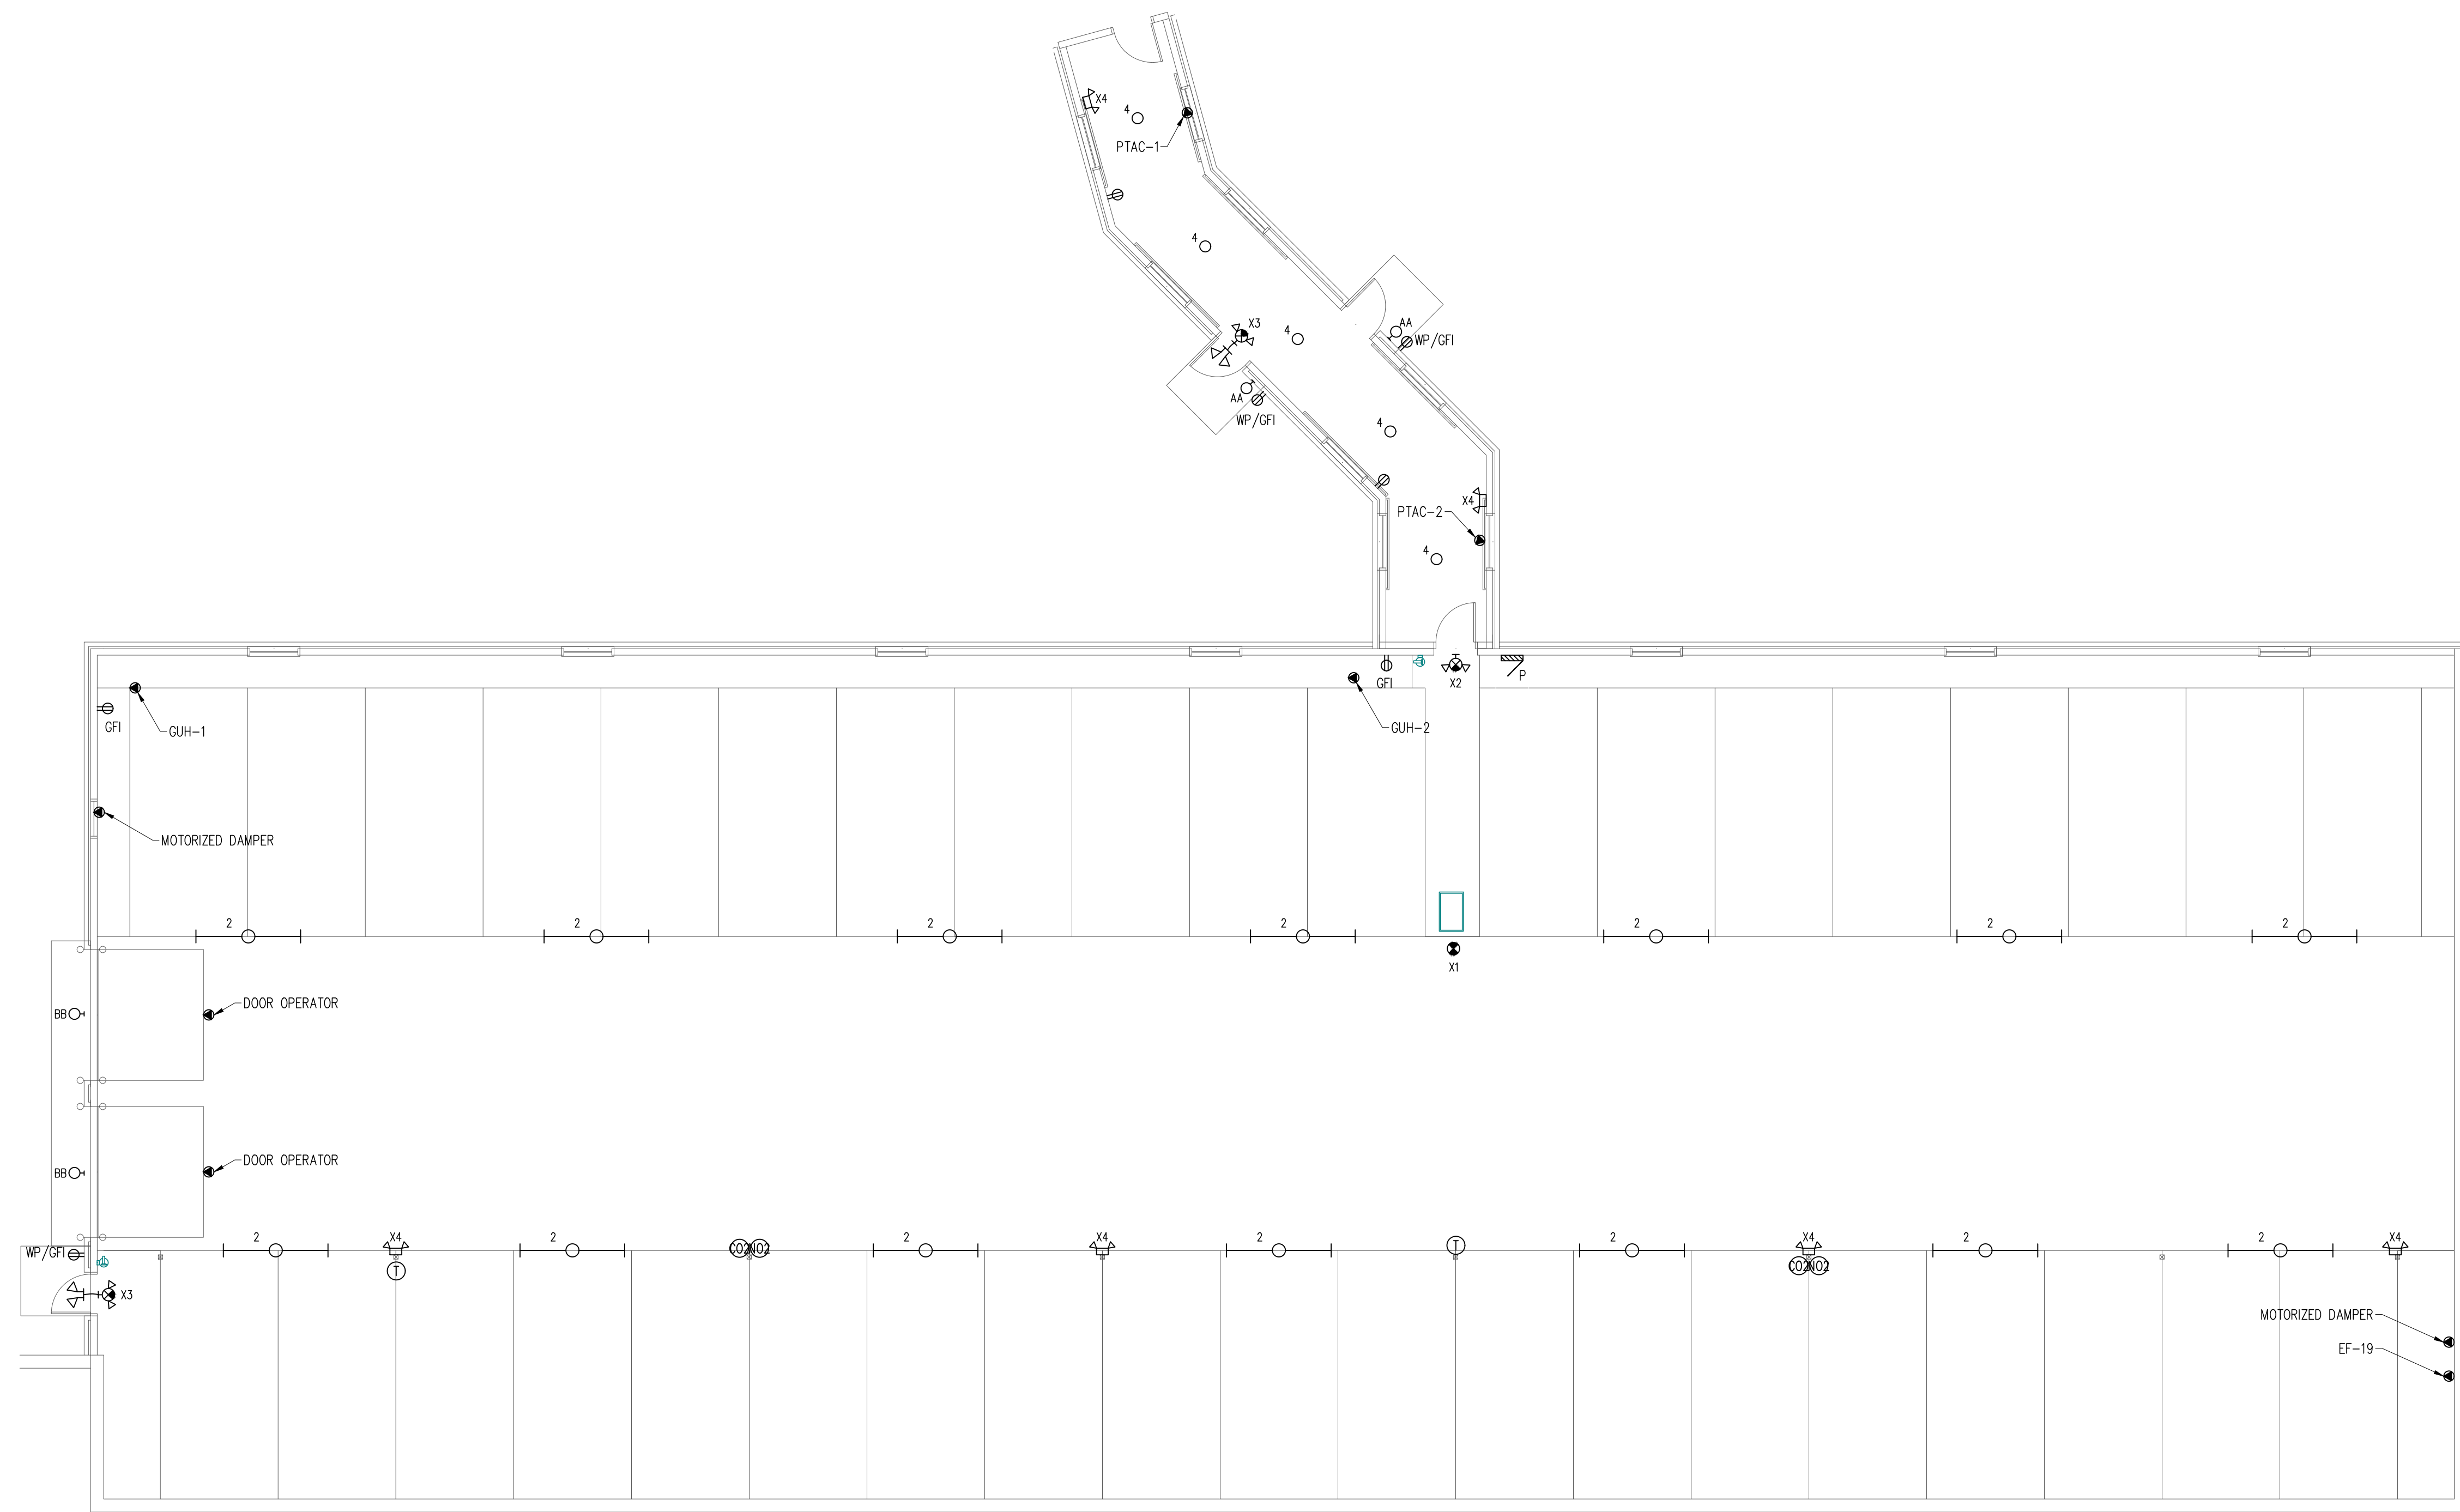 X4
4
PTAC-1
4
X3
4
AA
WP/GFI
AA
WP/GFI
4
X4
PTAC-2
4
GFI
X2
P
GFI
GUH-1
GUH-2
MOTORIZED DAMPER
2
2
2
2
2
2
2
X1
DOOR OPERATOR
BB
DOOR OPERATOR
BB
2
X4
2
2
X4
2
2
X4
2
2
X4
CO2
NO2
T
WP/GFI
T
CO2
NO2
X3
MOTORIZED DAMPER
EF-19